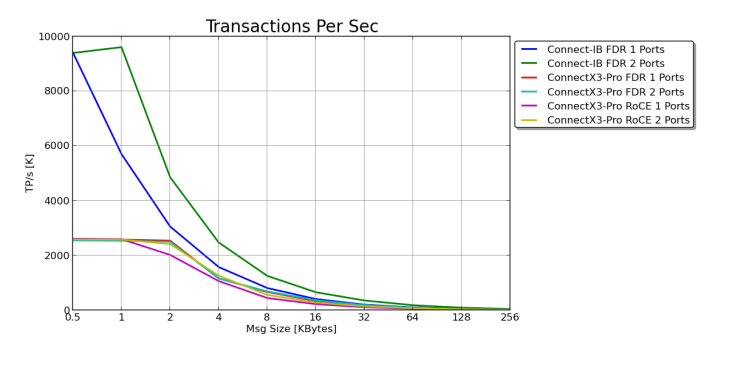 Transactions Per Sec
TP/s [K]
10000
8000
6000
4000
2000
0
0.5 1 2 4 8 16 32 64 128 256
Msg Size [KBytes]
Connect-IB FDR 1 Ports
Connect-IB FDR 2 Ports
ConnectX3-Pro FDR 1 Ports
ConnectX3-Pro FDR 2 Ports
ConnectX3-Pro RoCE 1 Ports
ConnectX3-Pro RoCE 2 Ports